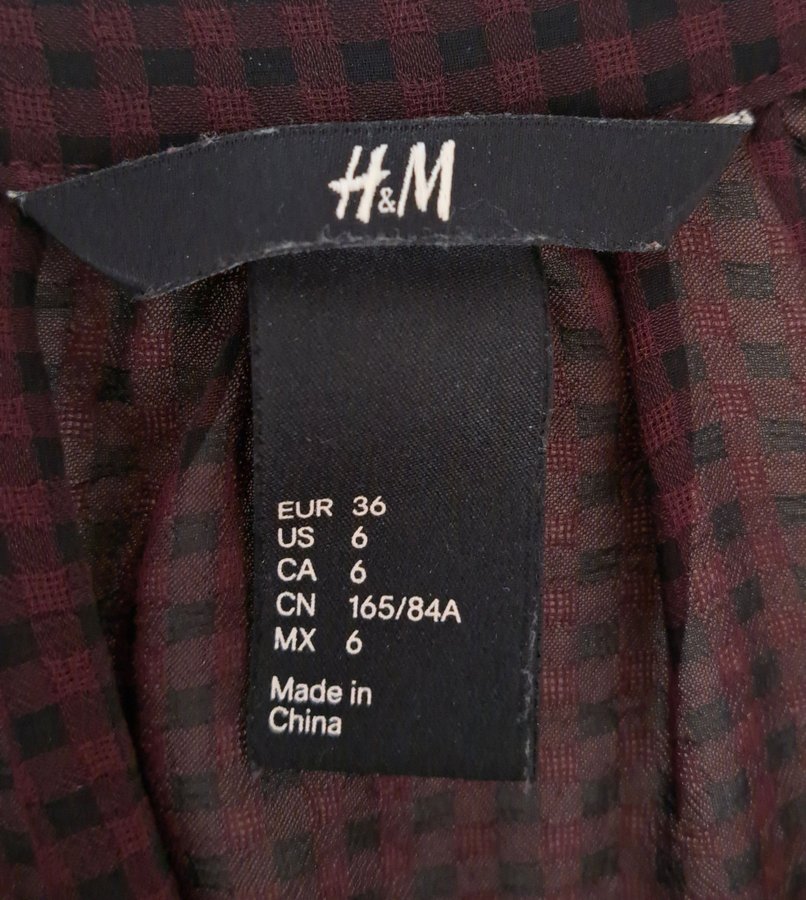 H&M
EUR 36
US 6
CA 6
CN 165/84A
MX 6
Made in
China